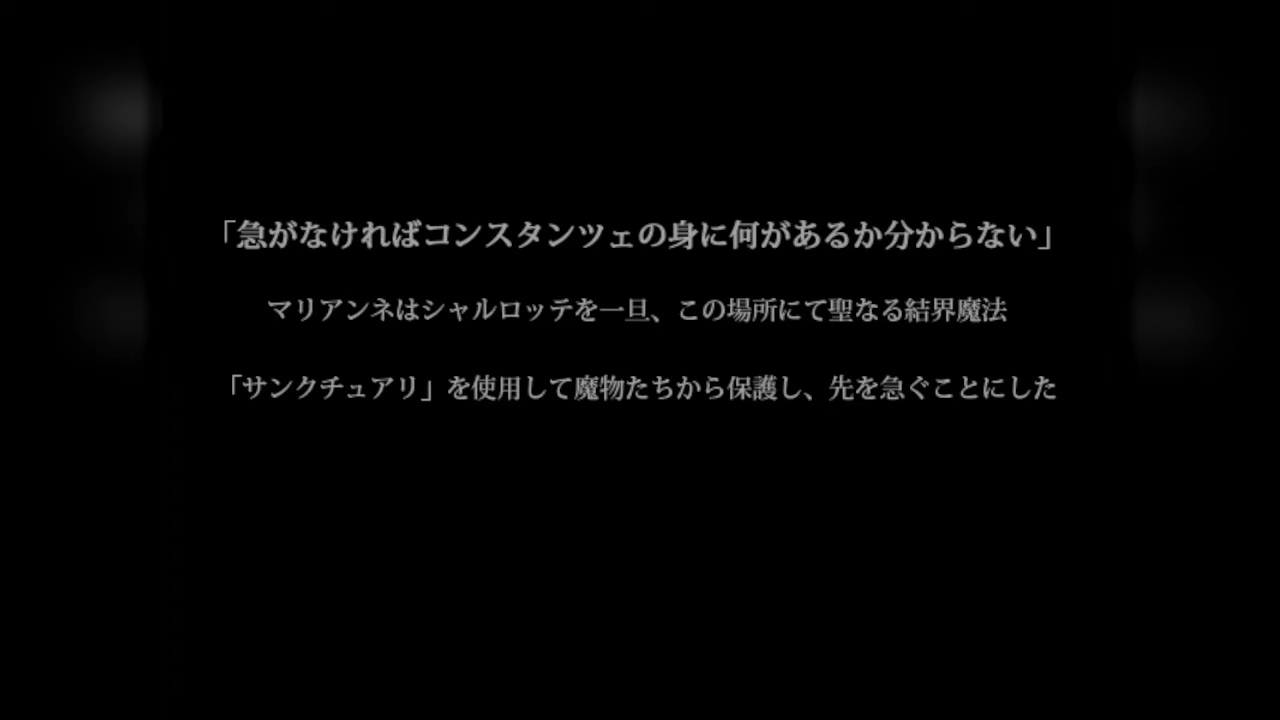 「急がなければコンスタンツェの身に何があるか分からない」
マリアンネはシャルロッテを一旦、この場所にて聖なる結界魔法
「サンクチュアリ」を使用して魔物たちから保護し、先を急ぐことにした